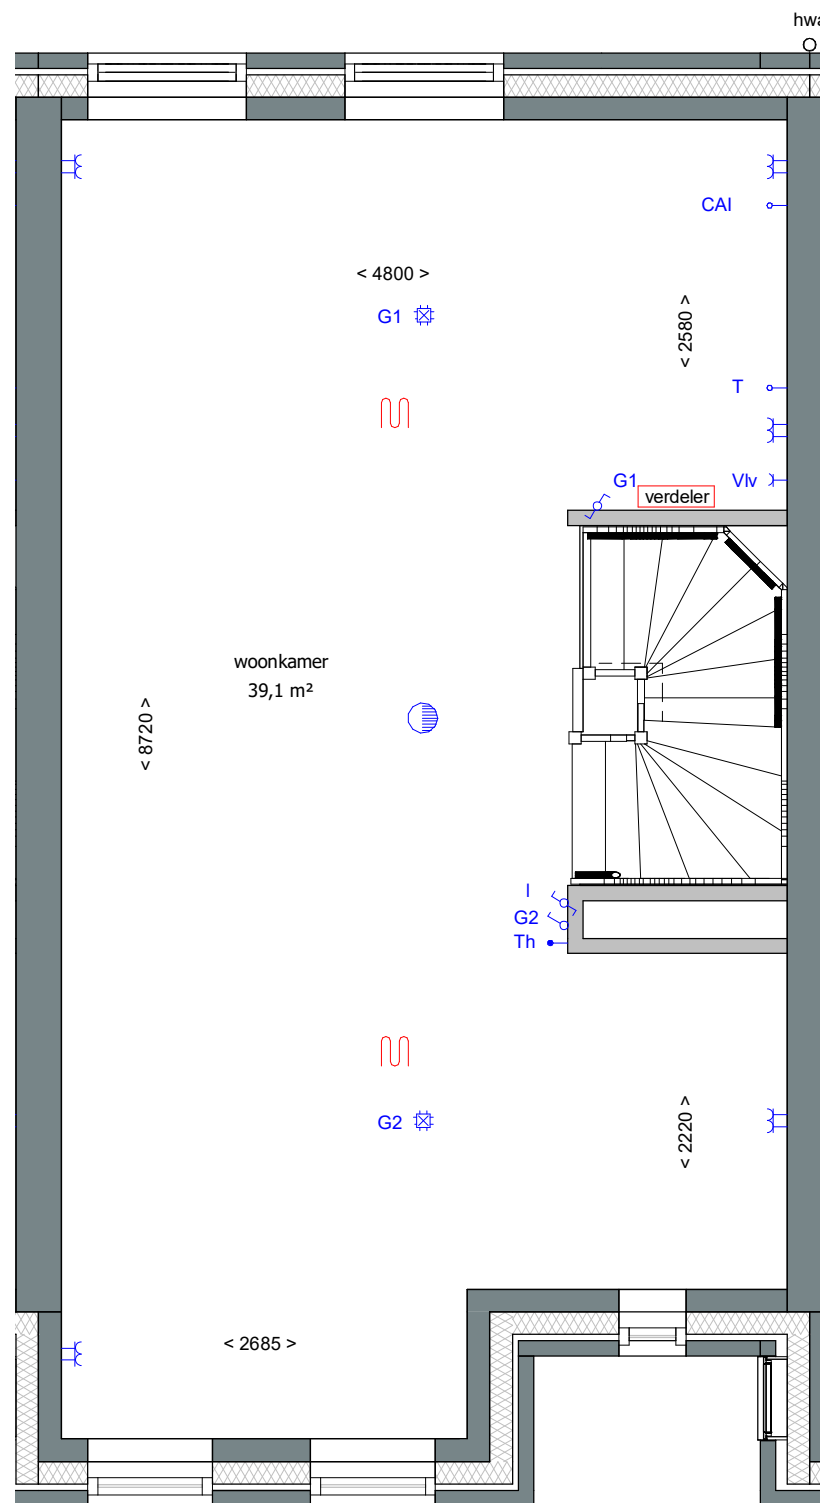 hwa
CAI
< 4800 >
G1
< 2580 >
T
G1
Vlv
verdeler
woonkamer
39,1 m²
< 8720 >
I
G2
Th
G2
< 2220 >
< 2685 >